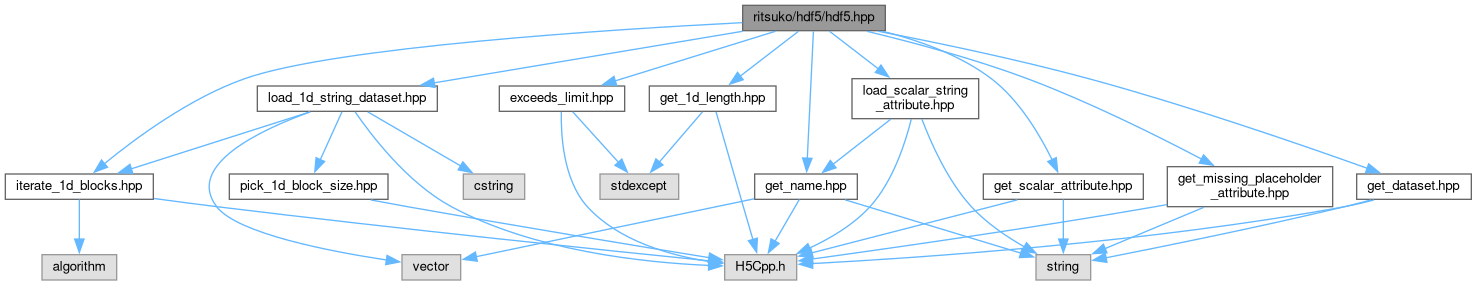 ritsuko/hdf5/hdf5.hpp
load_1d_string_dataset.hpp
exceeds_limit.hpp
get_1d_length.hpp
load_scalar_string
_attribute.hpp
iterate_1d_blocks.hpp
pick_1d_block_size.hpp
cstring
stdexcept
get_name.hpp
get_scalar_attribute.hpp
get_missing_placeholder
_attribute.hpp
get_dataset.hpp
algorithm
vector
H5Cpp.h
string